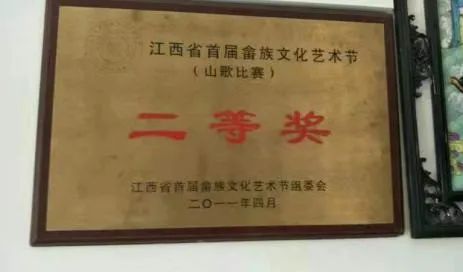 江西省首届畲族文化艺术节
（山歌比赛）
二等奖
江西省首届畲族文化艺术节组委会
二〇一一年四月